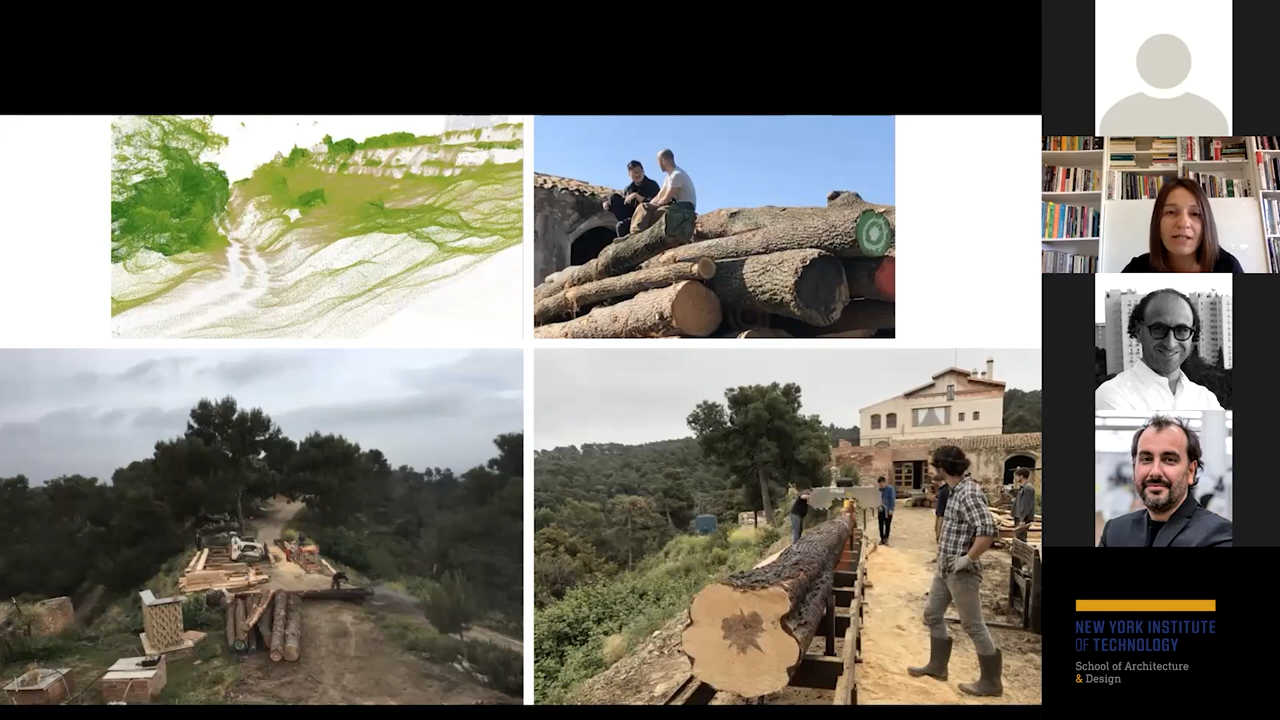 NEW YORK INSTITUTE
OF TECHNOLOGY
School of Architecture
& Design